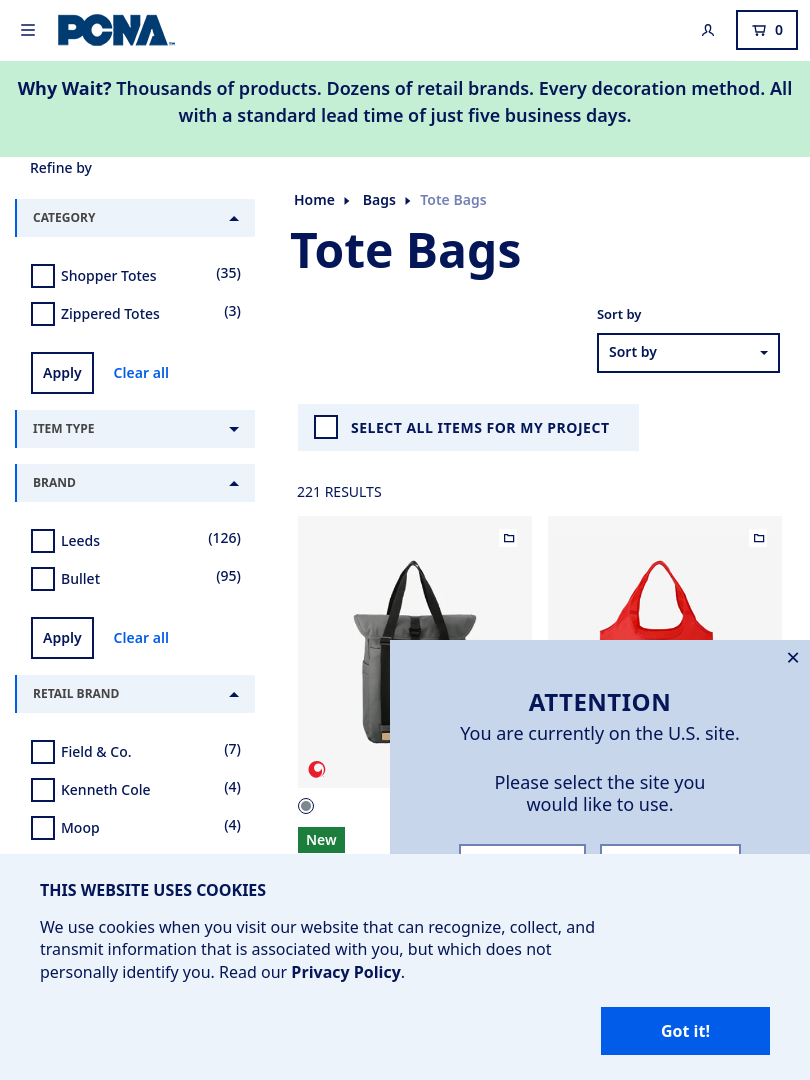 PCNA
0
Why Wait? Thousands of products. Dozens of retail brands. Every decoration method. All
with a standard lead time of just five business days.
Refine by
CATEGORY
Shopper Totes (35)
Zippered Totes (3)
Apply Clear all
ITEM TYPE
BRAND
Leeds (126)
Bullet (95)
Apply Clear all
RETAIL BRAND
Field & Co. (7)
Kenneth Cole (4)
Moop (4)
Home Bags Tote Bags
Tote Bags
Sort by
Sort by
SELECT ALL ITEMS FOR MY PROJECT
221 RESULTS
New
ATTENTION
You are currently on the U.S. site.
Please select the site you
would like to use.
THIS WEBSITE USES COOKIES
We use cookies when you visit our website that can recognize, collect, and
transmit information that is associated with you, but which does not
personally identify you. Read our Privacy Policy.
Got it!